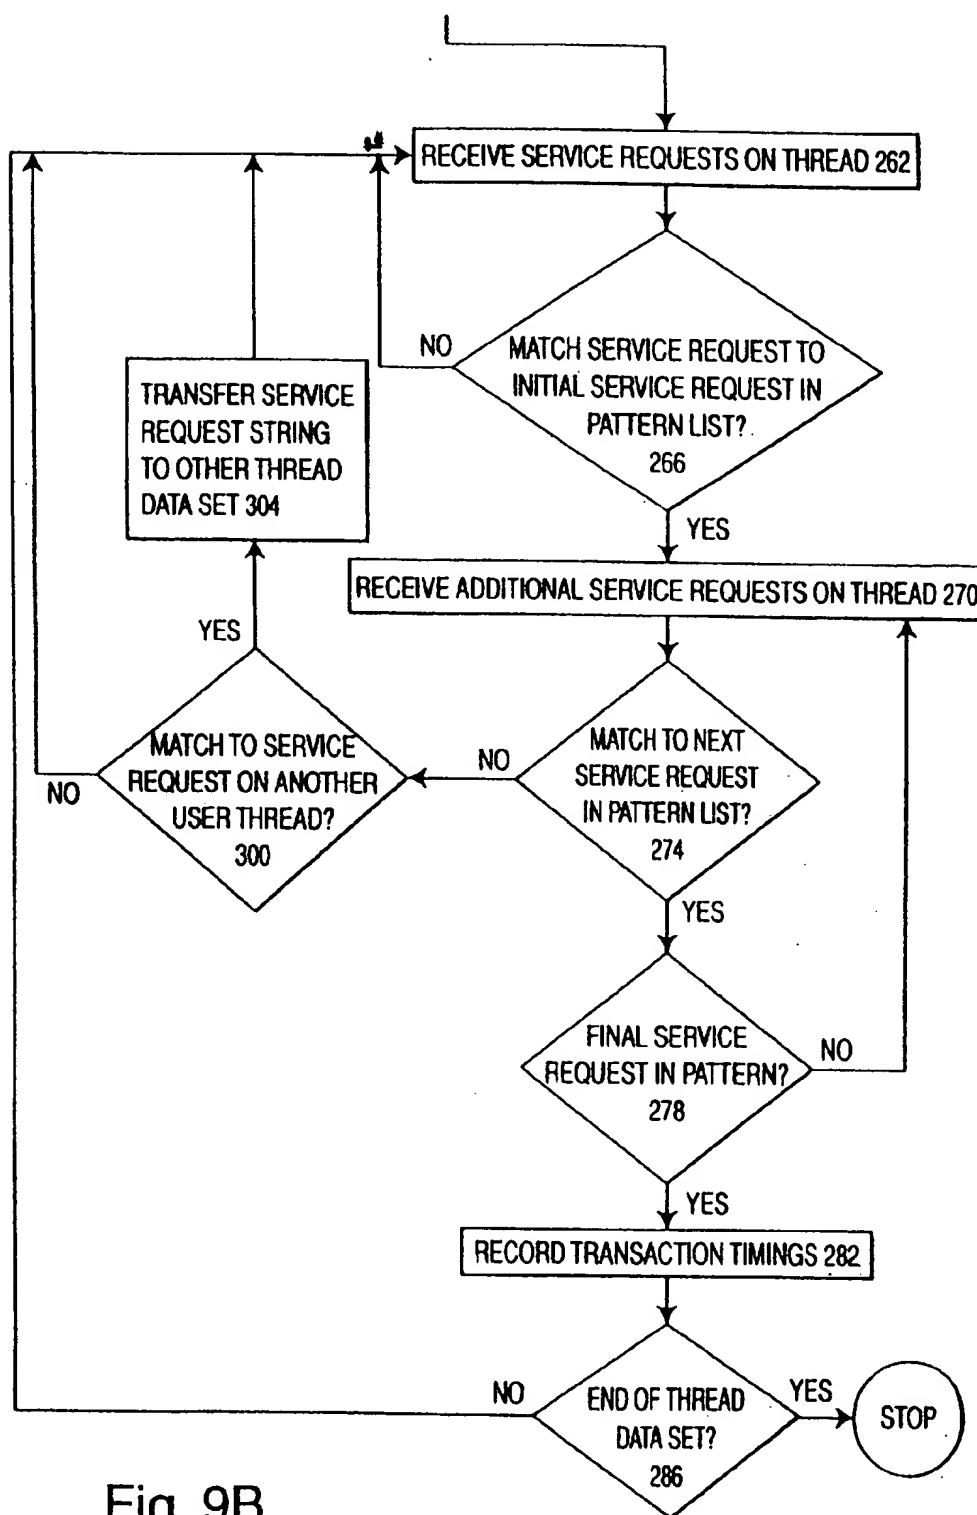 RECEIVE SERVICE REQUESTS ON THREAD 262
NO
MATCH SERVICE REQUEST TO
INITIAL SERVICE REQUEST IN
PATTERN LIST?
266
TRANSFER SERVICE
REQUEST STRING
TO OTHER THREAD
DATA SET 304
YES
RECEIVE ADDITIONAL SERVICE REQUESTS ON THREAD 270
YES
MATCH TO SERVICE
REQUEST ON ANOTHER
USER THREAD?
300
NO
NO
MATCH TO NEXT
SERVICE REQUEST
IN PATTERN LIST?
274
YES
FINAL SERVICE
REQUEST IN PATTERN?
278
NO
YES
RECORD TRANSACTION TIMINGS 282
NO
END OF THREAD
DATA SET?
286
YES
STOP
Fig. 9B